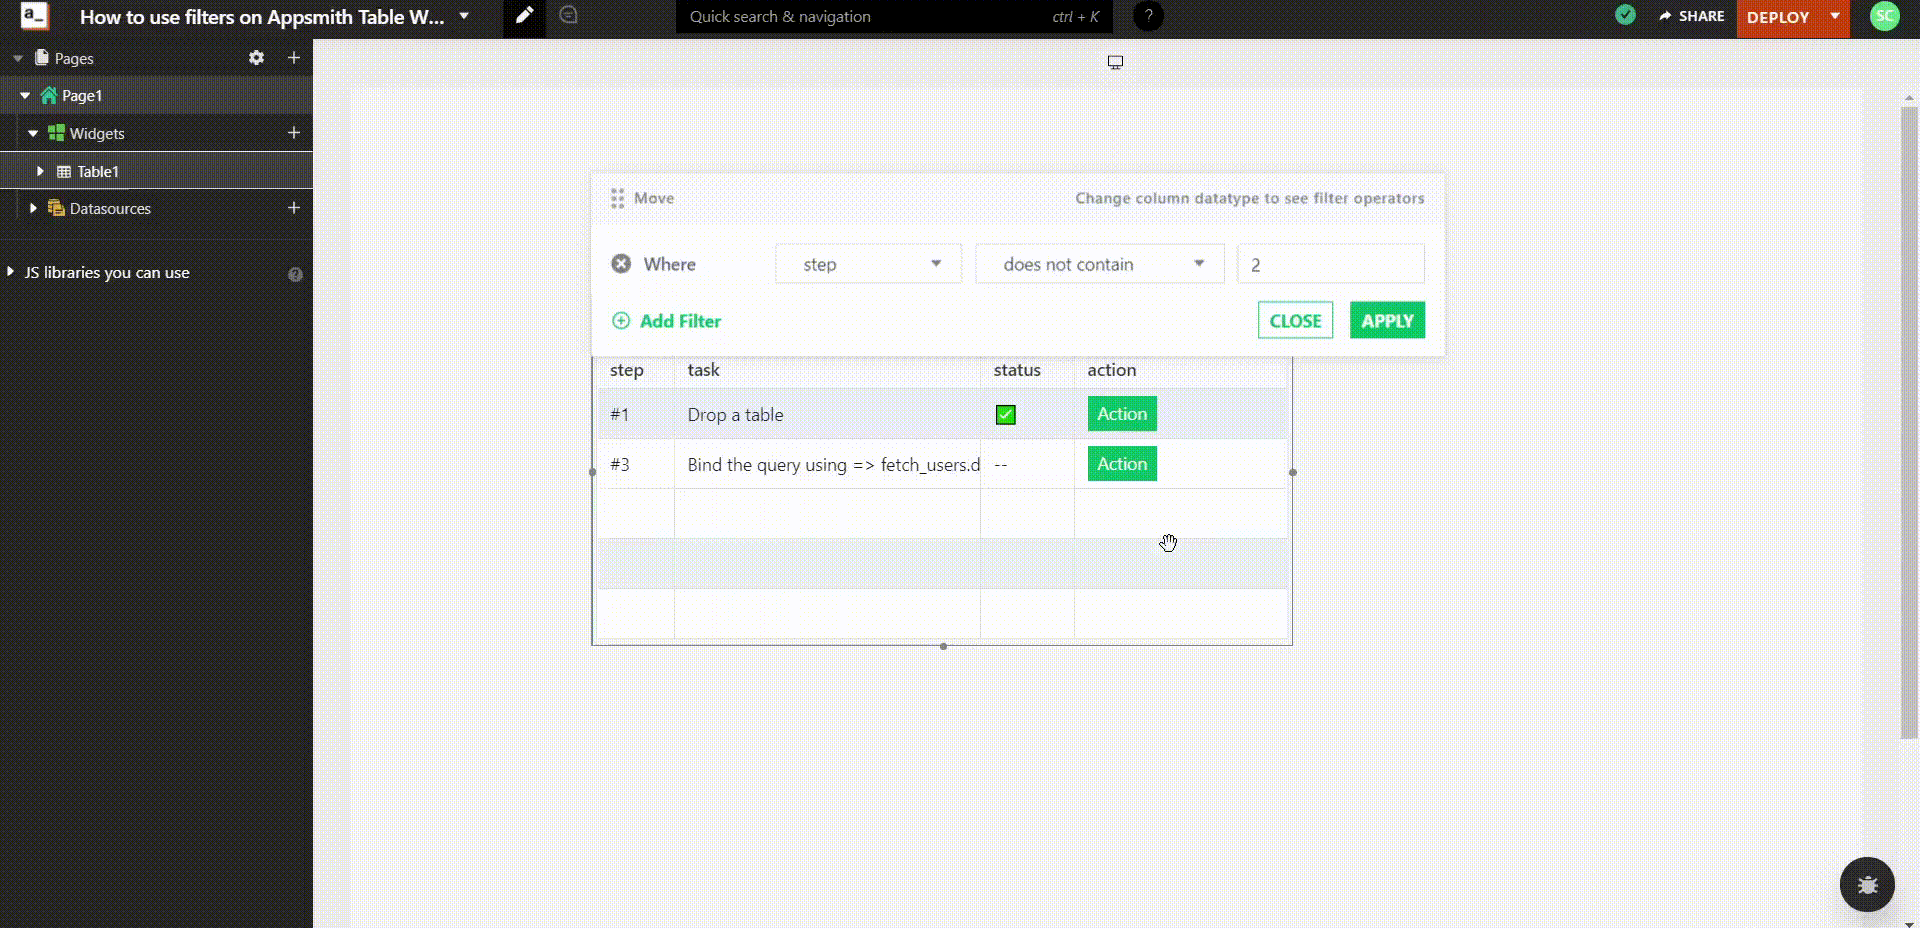 a_ How to use filters on Appsmith Table W... Quick search & navigation ctrl + K ? SHARE DEPLOY SC
Pages
Page1
Widgets
Table1
Datasources
JS libraries you can use ?
Move Change column datatype to see filter operators
Where step does not contain 2
Add Filter CLOSE APPLY
step task status action
#1 Drop a table Action
#3 Bind the query using => fetch_users.d -- Action